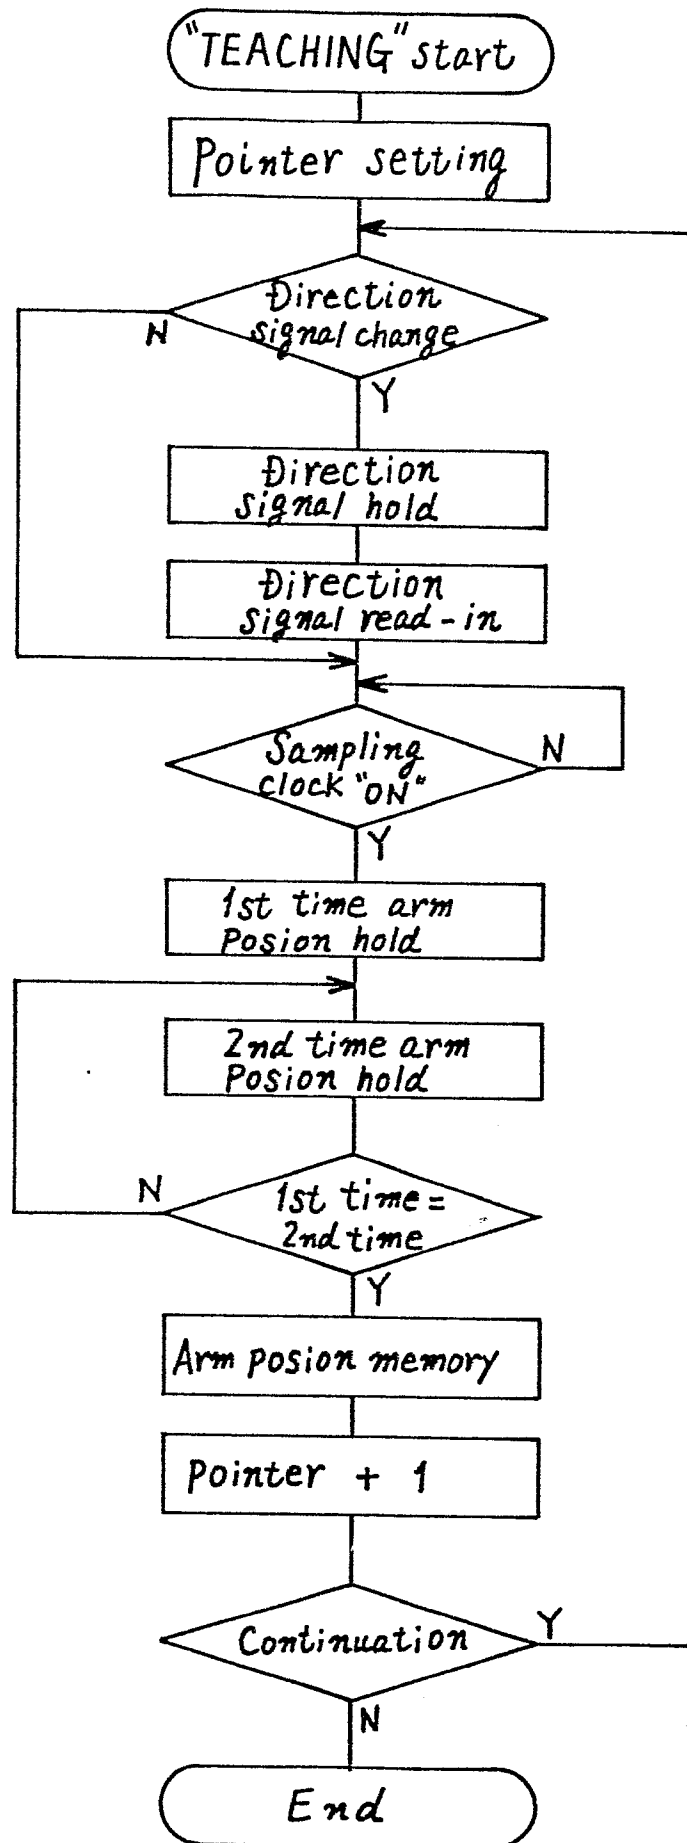 "TEACHING" start
Pointer setting
Direction
signal change
N
Y
Direction
signal hold
Direction
signal read-in
Sampling
clock "ON"
N
Y
1st time arm
Posion hold
2nd time arm
Posion hold
N
1st time =
2nd time
Y
Arm posion memory
Pointer + 1
Continuation
Y
N
End